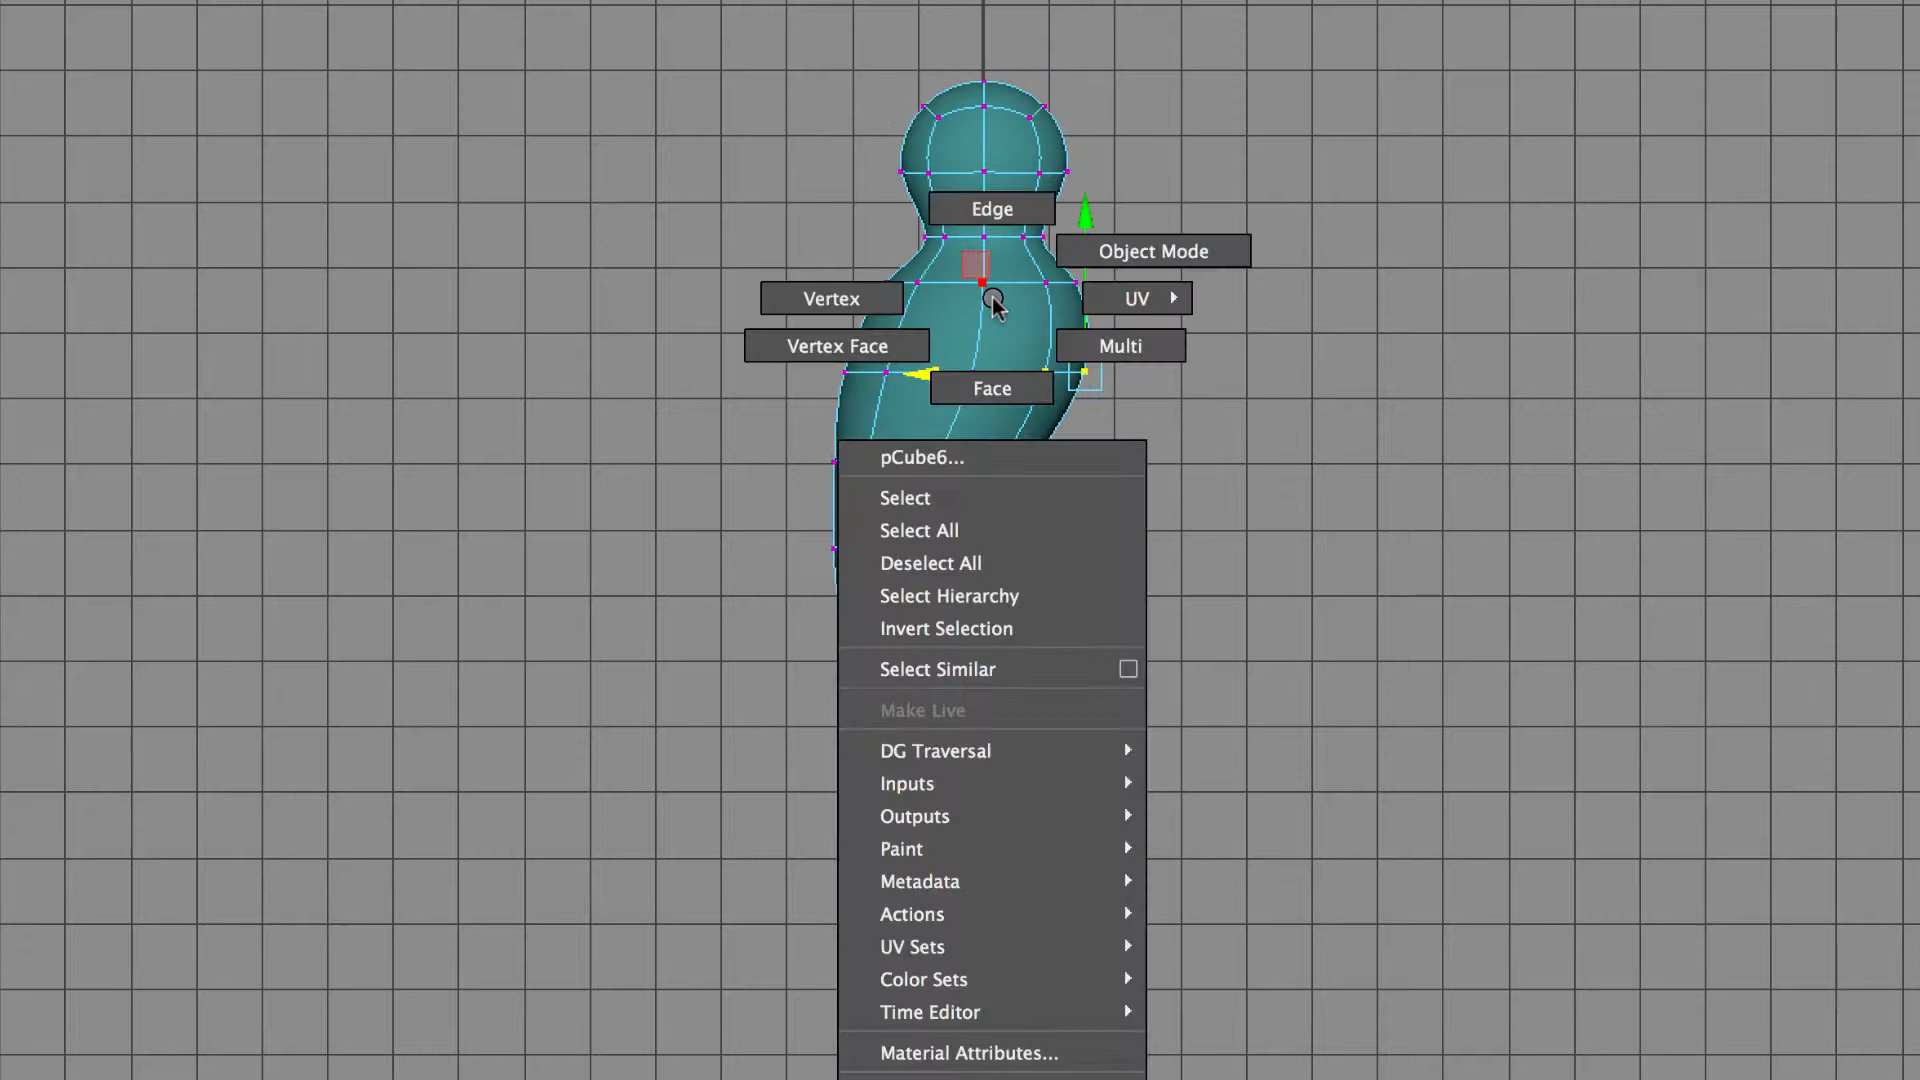 Edge
Object Mode
Vertex
UV
Vertex Face
Multi
Face
pCube6...
Select
Select All
Deselect All
Select Hierarchy
Invert Selection
Select Similar
Make Live
DG Traversal
Inputs
Outputs
Paint
Metadata
Actions
UV Sets
Color Sets
Time Editor
Material Attributes...